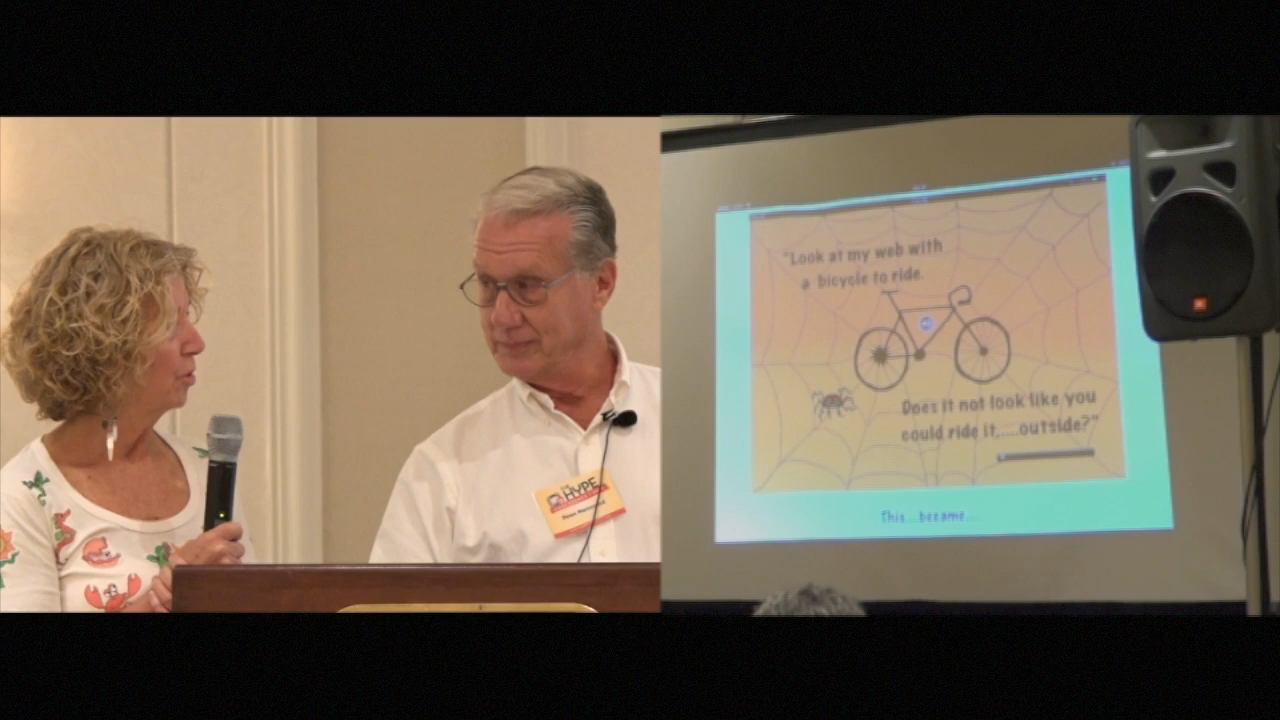 HYPE
"Look at my web with
a bicycle to ride.
Does it not look like you
could ride it,....outside?"
This...became...
JBL